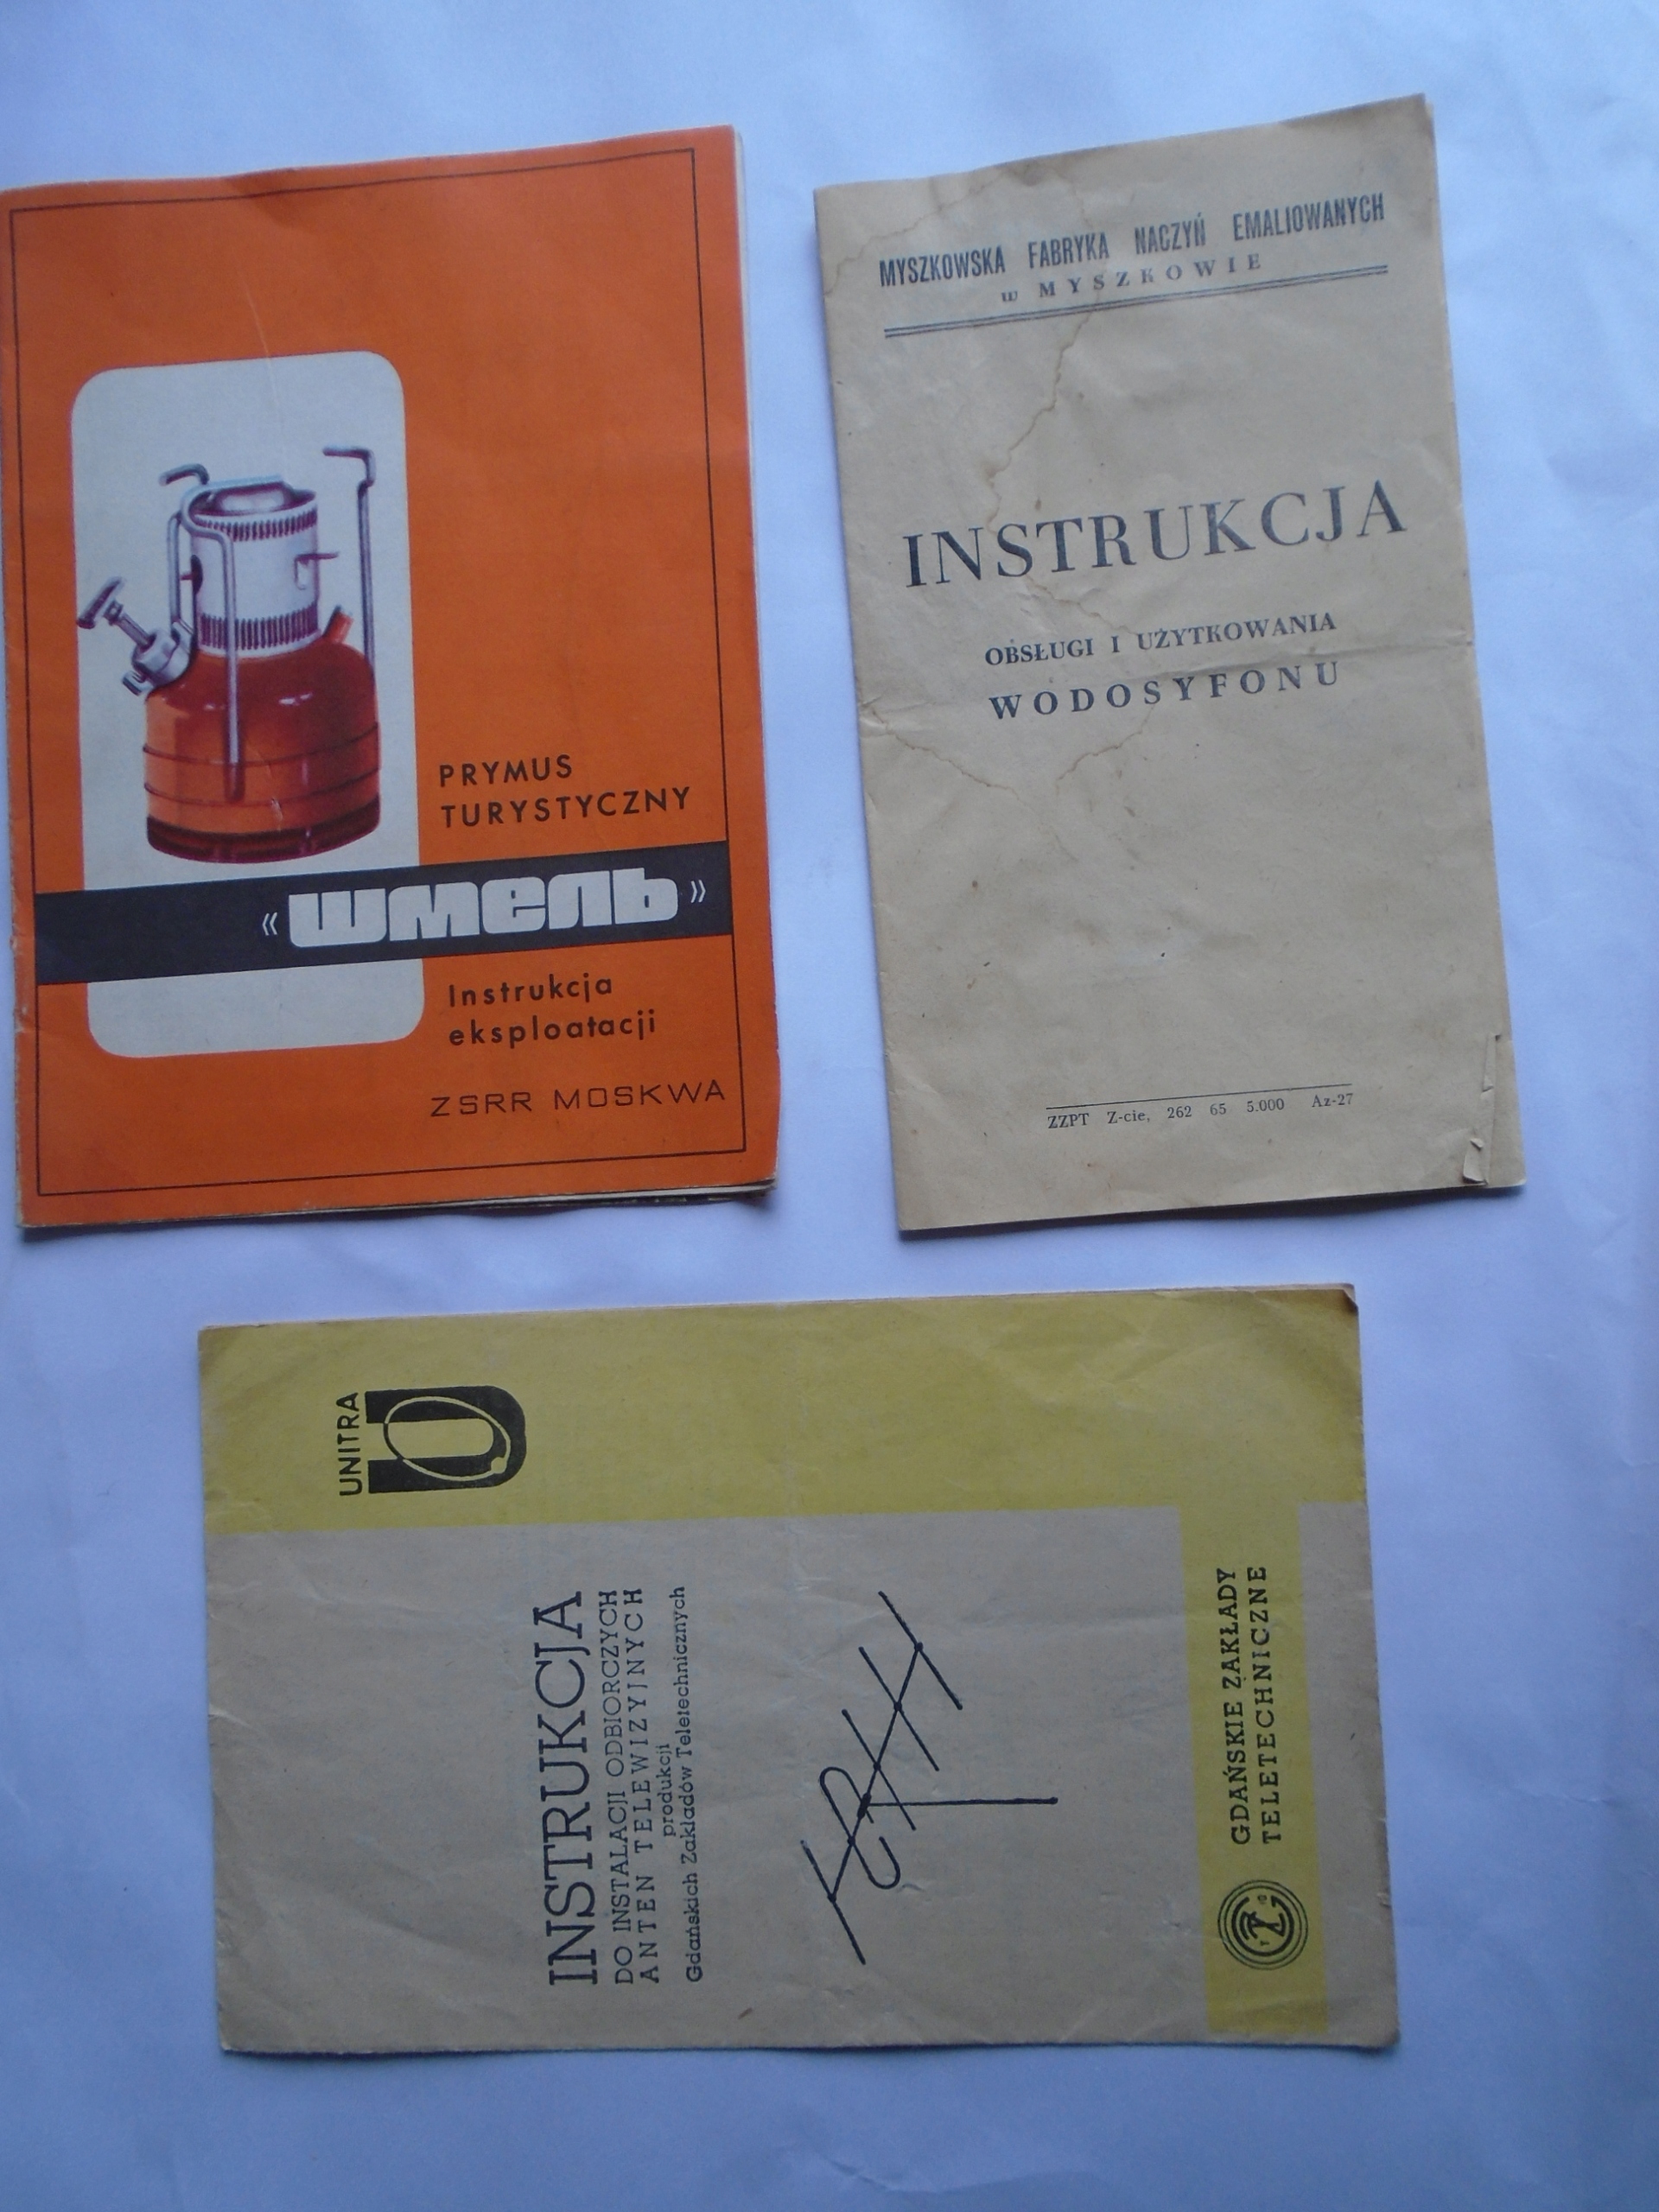 PRYMUS
TURYSTYCZNY
«шмель»
Instrukcja
eksploatacji
ZSRR MOSKWA
MYSZKOWSKA FABRYKA NACZYŃ EMALIOWANYCH
w MYSZKOWIE
INSTRUKCJA
OBSŁUGI I UŻYTKOWANIA
WODOSYFONU
ZZPT Z-cie, 262 65 5.000 Az-27
UNITRA
INSTRUKCJA
DO INSTALACJI ODBIORCZYCH
ANTEN TELEWIZYJNYCH
produkcji
Gdańskich Zakładów Teletechnicznych
GDAŃSKIE ZAKŁADY
TELETECHNICZNE